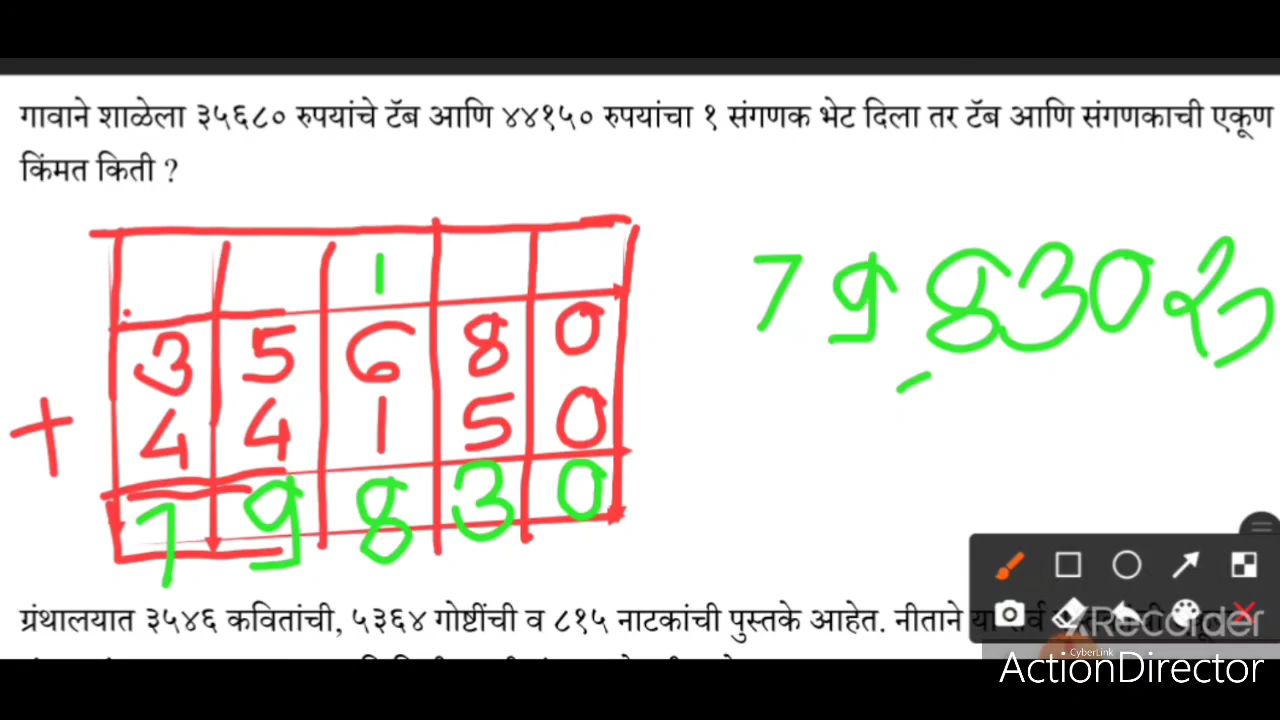 गावाने शाळेला ३५६८० रुपयांचे टॅब आणि ४४१५० रुपयांचा १ संगणक भेट दिला तर टॅब आणि संगणकाची एकूण
किंमत किती ?
1
3 5 6 8 0
+ 4 4 1 5 0
7 9 8 3 0
79830 रु
ग्रंथालयात ३५४६ कवितांची, ५३६४ गोष्टींची व ८१५ नाटकांची पुस्तके आहेत. नीताने
xRecorder
CyberLink
ActionDirector